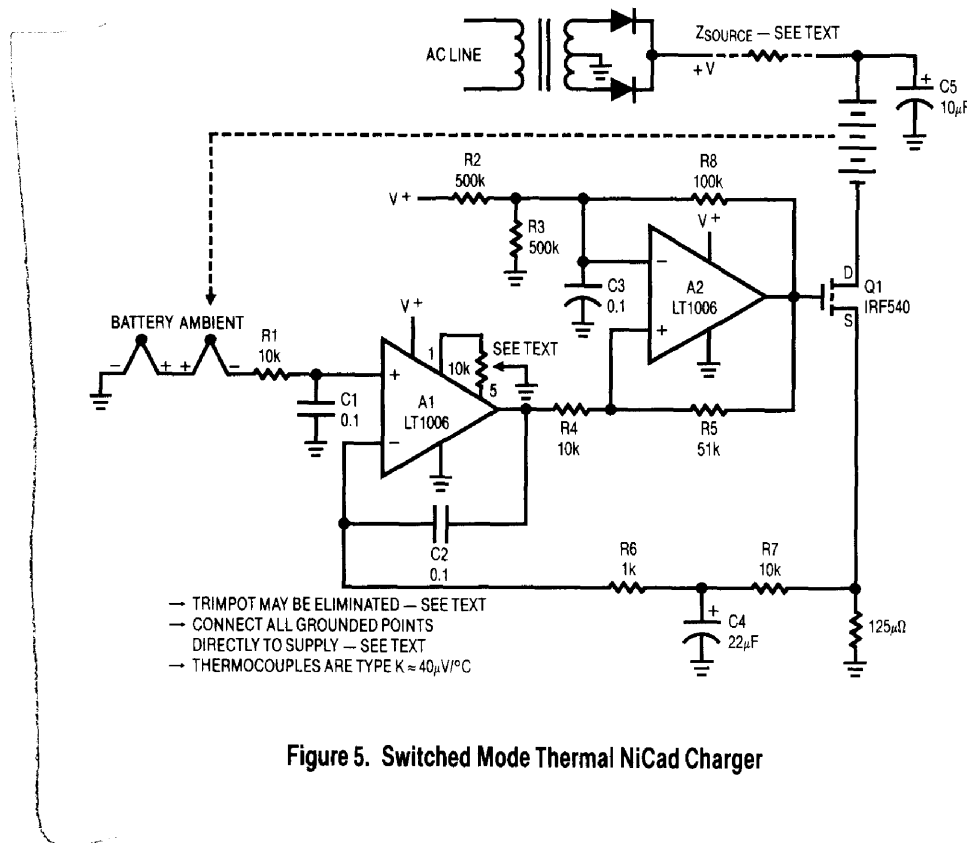 AC LINE
ZSOURCE — SEE TEXT
+V
+
C5
10µF
R2
500k
V+
R3
500k
R8
100k
V+
C3
0.1
−
A2
LT1006
+
D
Q1
IRF540
S
BATTERY AMBIENT
− + + −
R1
10k
C1
0.1
V+
1
10k
SEE TEXT
5
+
A1
LT1006
−
R4
10k
R5
51k
C2
0.1
R6
1k
R7
10k
+
C4
22µF
125µΩ
→ TRIMPOT MAY BE ELIMINATED — SEE TEXT
→ CONNECT ALL GROUNDED POINTS
DIRECTLY TO SUPPLY — SEE TEXT
→ THERMOCOUPLES ARE TYPE K ≈ 40µV/°C
Figure 5. Switched Mode Thermal NiCad Charger